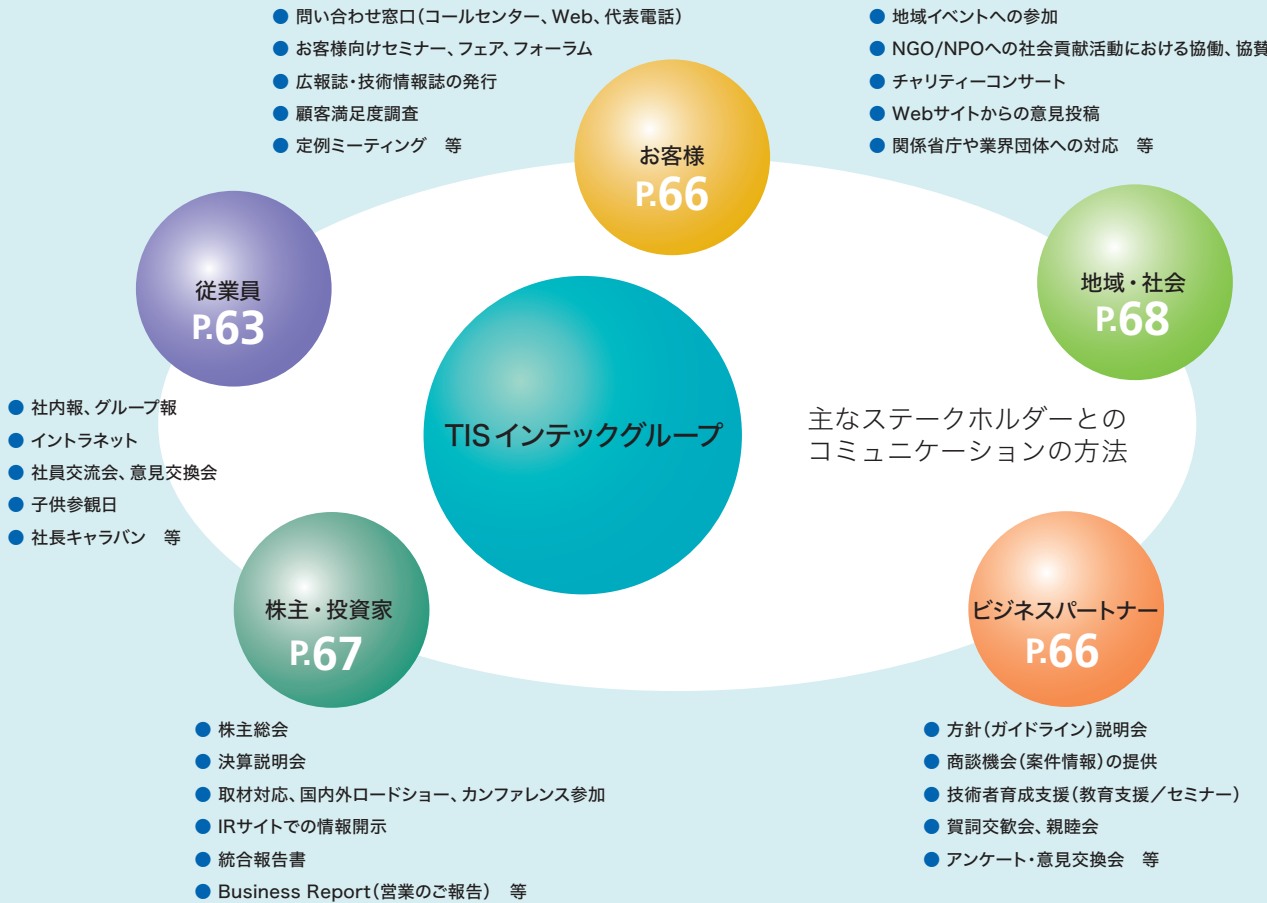 ● 問い合わせ窓口（コールセンター、Web、代表電話）
● お客様向けセミナー、フェア、フォーラム
● 広報誌・技術情報誌の発行
● 顧客満足度調査
● 定例ミーティング　等
お客様
P.66
● 地域イベントへの参加
● NGO/NPOへの社会貢献活動における協働、協賛
● チャリティーコンサート
● Webサイトからの意見投稿
● 関係省庁や業界団体への対応　等
地域・社会
P.68
従業員
P.63
● 社内報、グループ報
● イントラネット
● 社員交流会、意見交換会
● 子供参観日
● 社長キャラバン　等
TISインテックグループ
主なステークホルダーとの
コミュニケーションの方法
株主・投資家
P.67
● 株主総会
● 決算説明会
● 取材対応、国内外ロードショー、カンファレンス参加
● IRサイトでの情報開示
● 統合報告書
● Business Report（営業のご報告）　等
ビジネスパートナー
P.66
● 方針（ガイドライン）説明会
● 商談機会（案件情報）の提供
● 技術者育成支援（教育支援／セミナー）
● 賀詞交歓会、親睦会
● アンケート・意見交換会　等